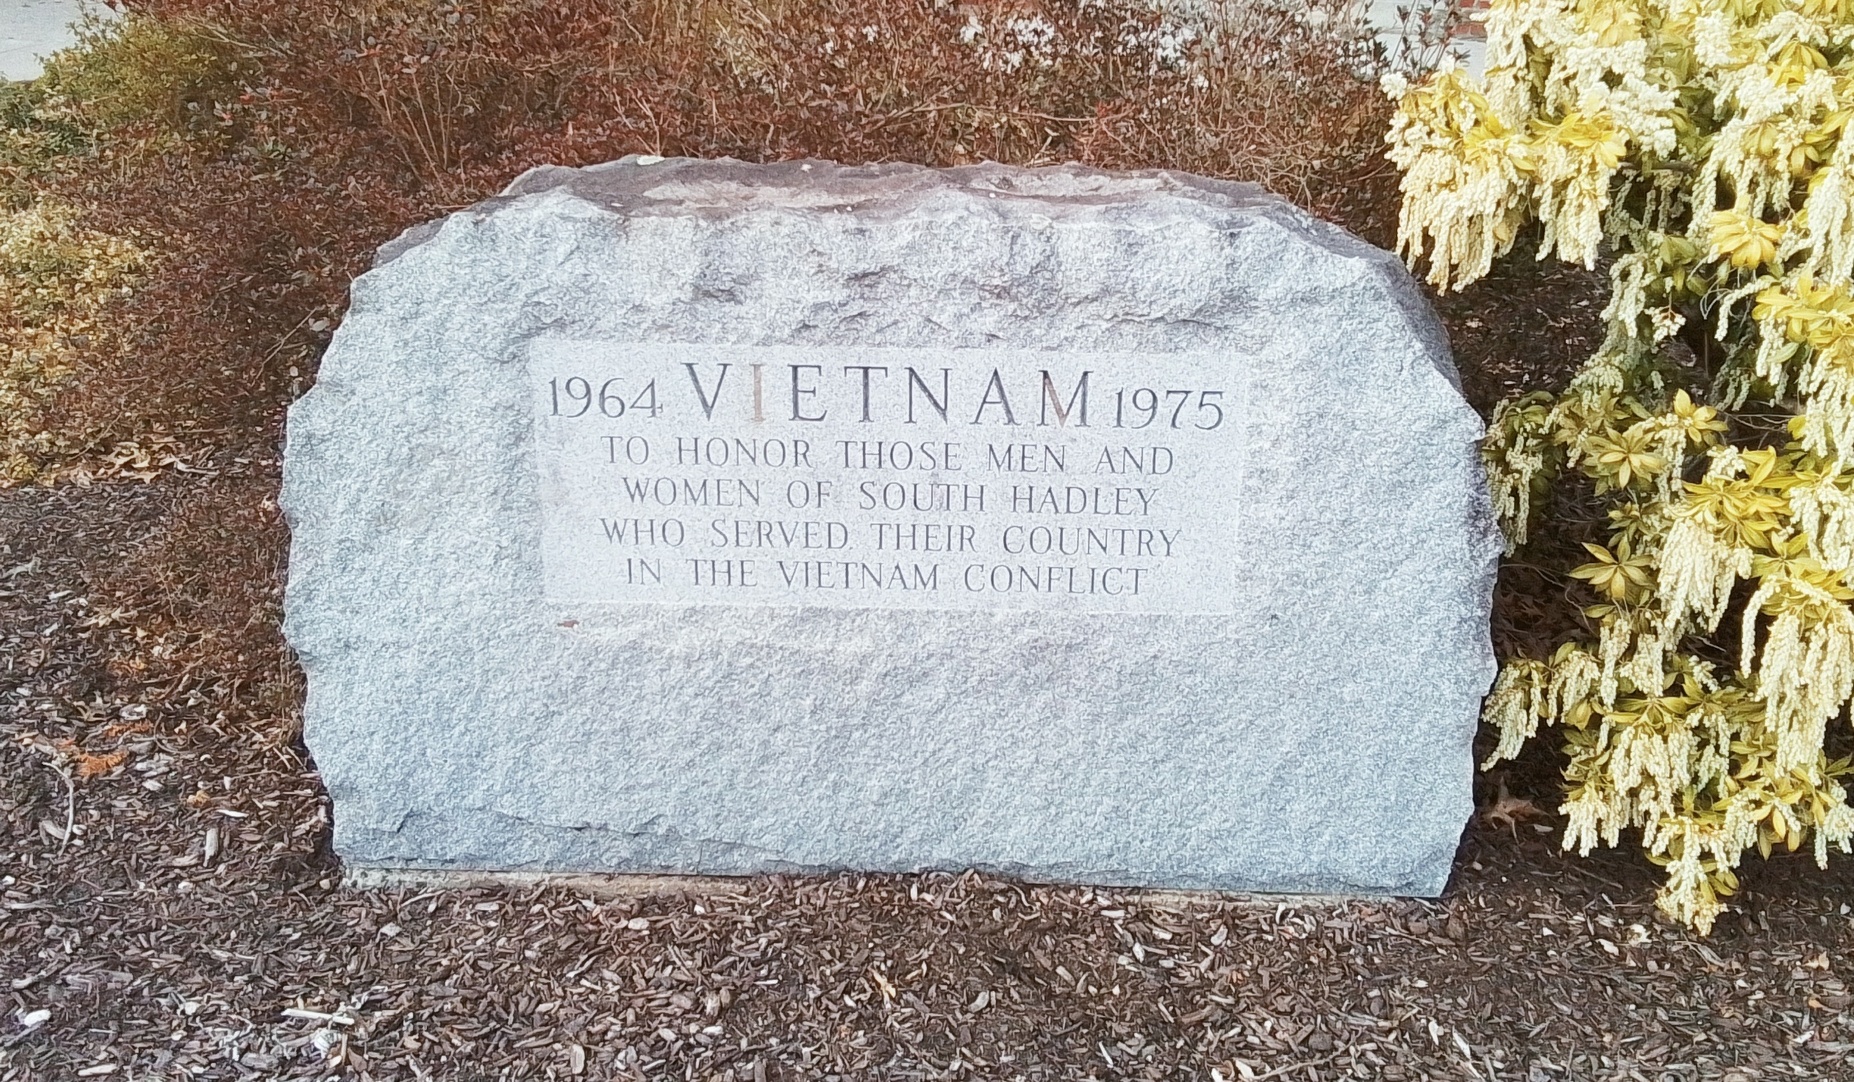 1964 VIETNAM 1975
TO HONOR THOSE MEN AND
WOMEN OF SOUTH HADLEY
WHO SERVED THEIR COUNTRY
IN THE VIETNAM CONFLICT